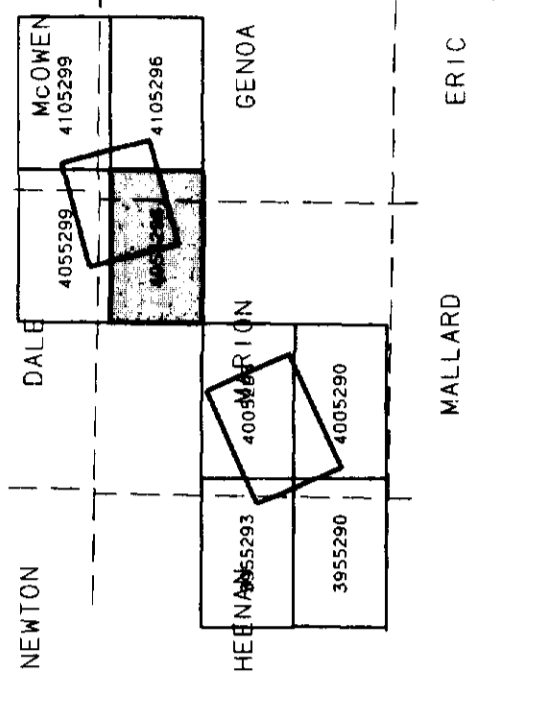 NEWTON DALE McOWEN
4055299 4105299
4105296
HEENAN MARION GENOA
3955293
3955290 4005290
MALLARD ERIC